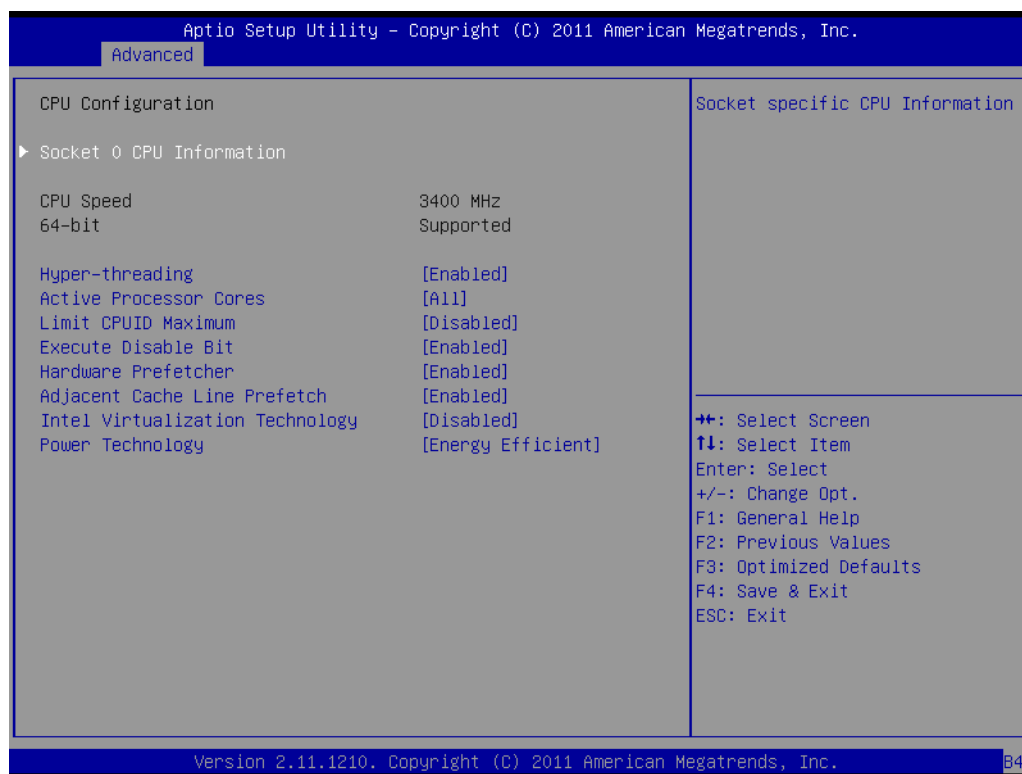 Aptio Setup Utility – Copyright (C) 2011 American Megatrends, Inc.
Advanced
CPU Configuration
Socket 0 CPU Information
CPU Speed 3400 MHz
64-bit Supported
Hyper-threading [Enabled]
Active Processor Cores [All]
Limit CPUID Maximum [Disabled]
Execute Disable Bit [Enabled]
Hardware Prefetcher [Enabled]
Adjacent Cache Line Prefetch [Enabled]
Intel Virtualization Technology [Disabled]
Power Technology [Energy Efficient]
Socket specific CPU Information
→←: Select Screen
↑↓: Select Item
Enter: Select
+/-: Change Opt.
F1: General Help
F2: Previous Values
F3: Optimized Defaults
F4: Save & Exit
ESC: Exit
Version 2.11.1210. Copyright (C) 2011 American Megatrends, Inc.
B4